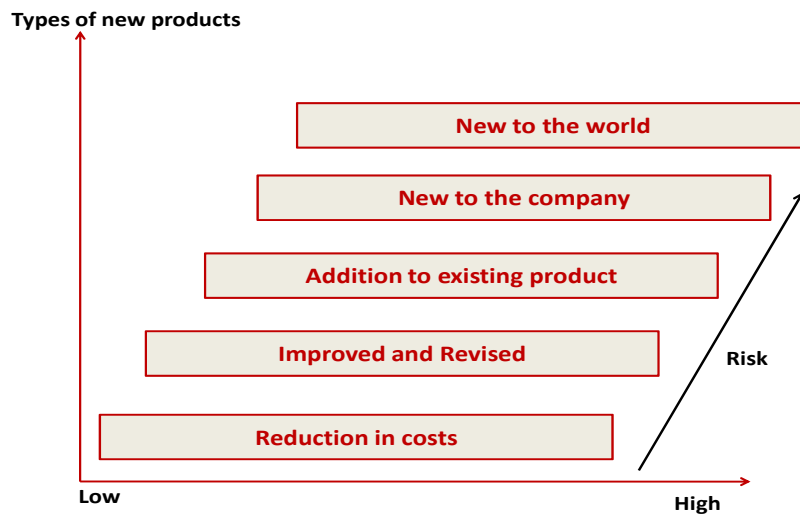 Types of new products
New to the world
New to the company
Addition to existing product
Improved and Revised
Risk
Reduction in costs
Low
High